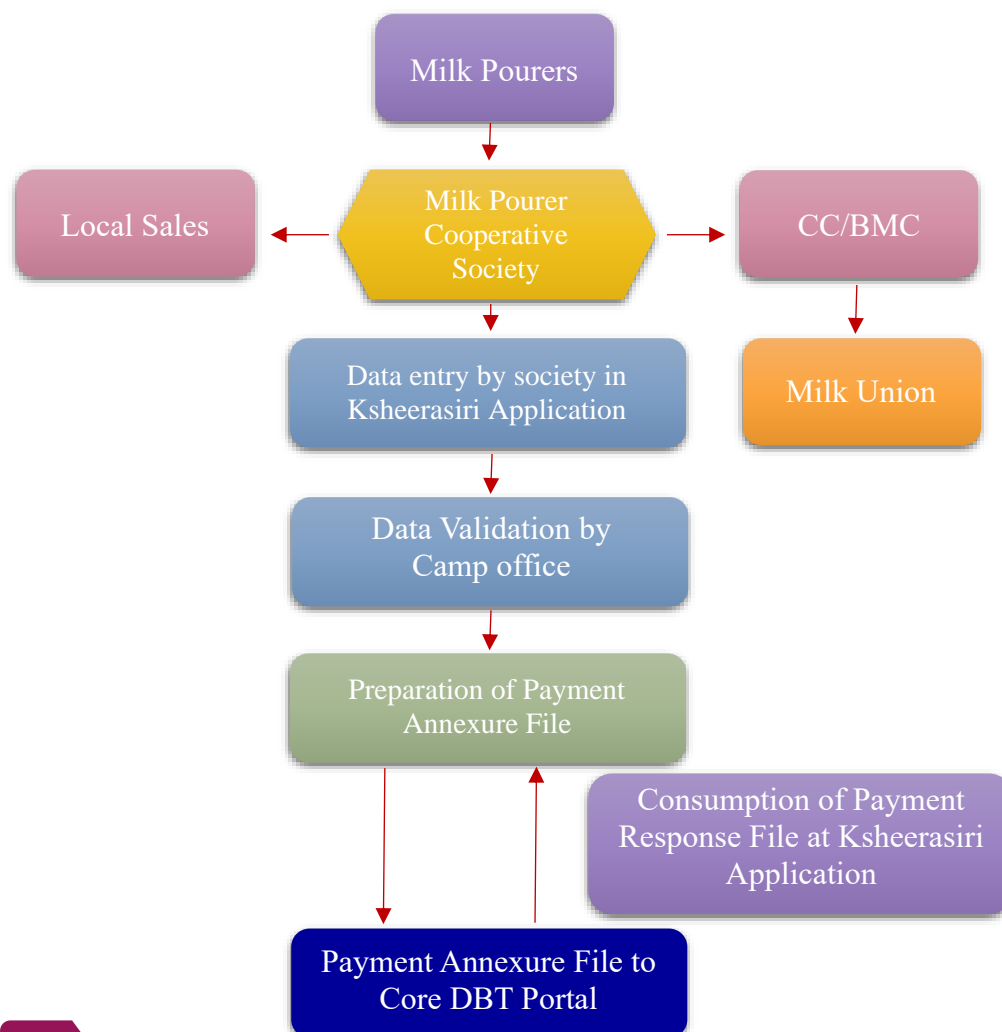 Milk Pourers
Local Sales
Milk Pourer
Cooperative
Society
CC/BMC
Data entry by society in
Ksheerasiri Application
Milk Union
Data Validation by
Camp office
Preparation of Payment
Annexure File
Consumption of Payment
Response File at Ksheerasiri
Application
Payment Annexure File to
Core DBT Portal